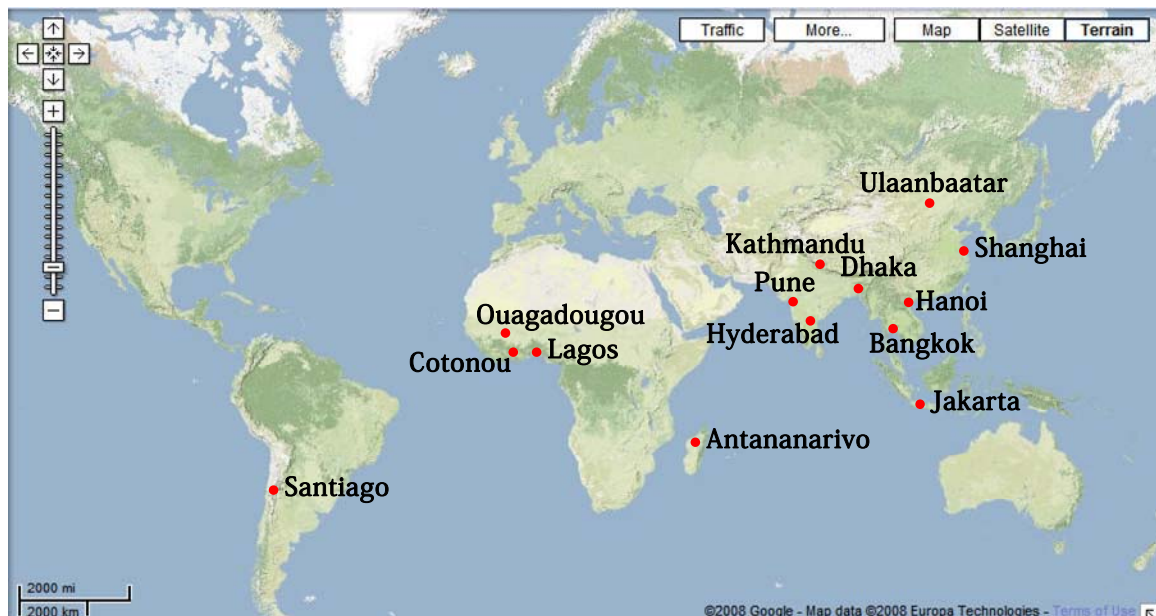 Traffic
More...
Map
Satellite
Terrain
Ulaanbaatar
Kathmandu
Shanghai
Dhaka
Pune
Hanoi
Ouagadougou
Hyderabad
Bangkok
Cotonou
Lagos
Jakarta
Antananarivo
Santiago
2000 mi
2000 km
©2008 Google - Map data ©2008 Europa Technologies - Terms of Use